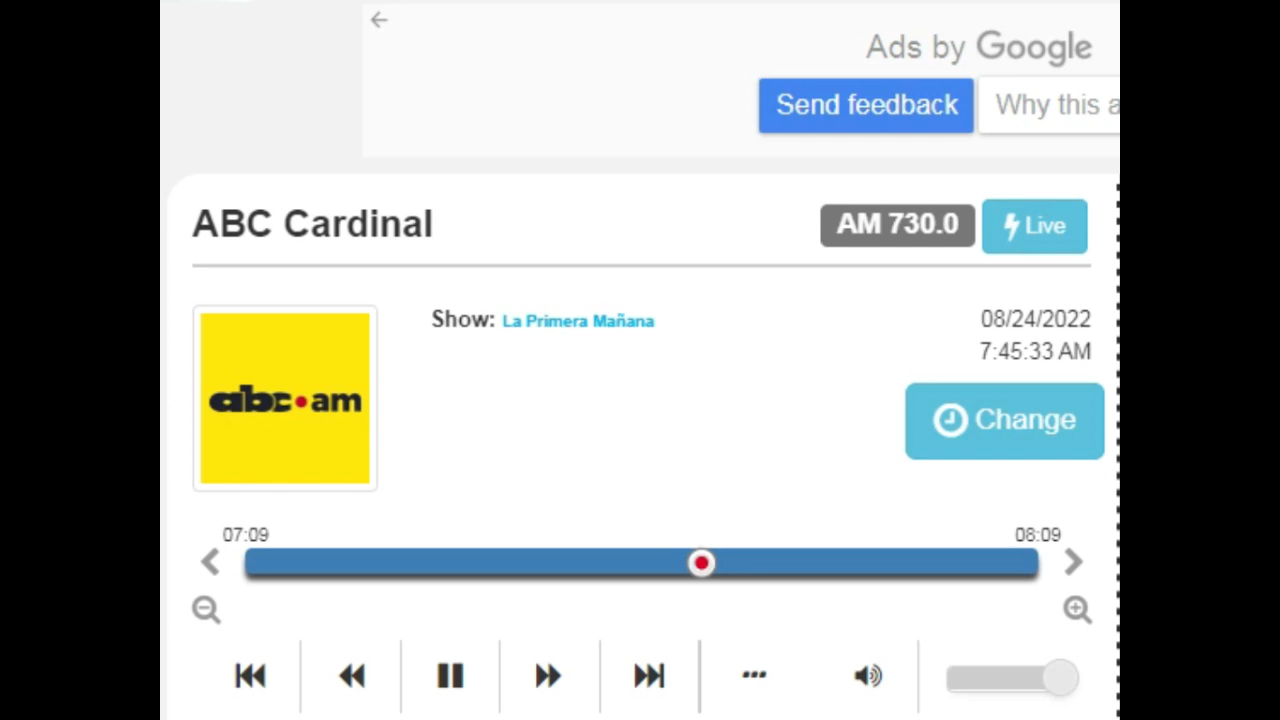 Ads by Google
Send feedback
Why this a
ABC Cardinal
AM 730.0
Live
Show: La Primera Mañana
08/24/2022
7:45:33 AM
abc•am
Change
07:09
08:09